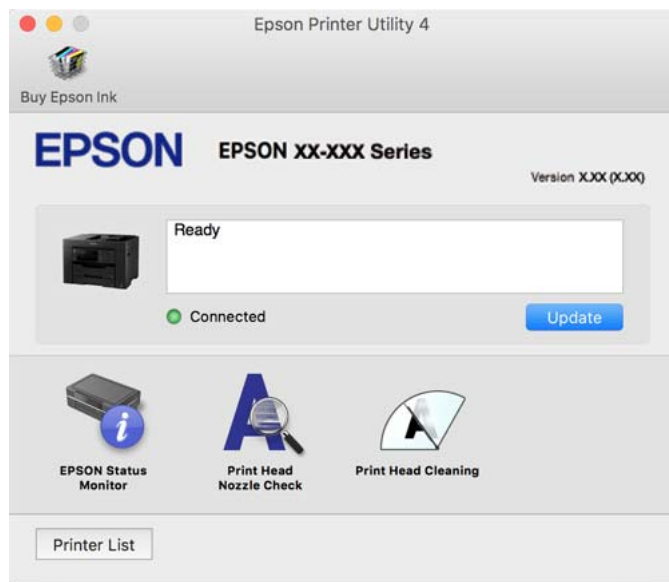 Epson Printer Utility 4
Buy Epson Ink
EPSON
EPSON XX-XXX Series
Version X.XX (X.XX)
Ready
Connected
Update
EPSON Status
Monitor
Print Head
Nozzle Check
Print Head Cleaning
Printer List